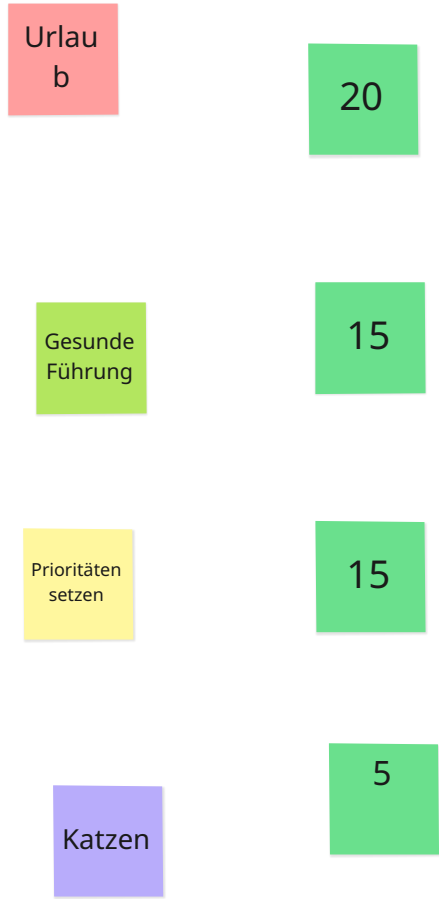 Urlau
b
20
Gesunde
Führung
15
Prioritäten
setzen
15
Katzen
5